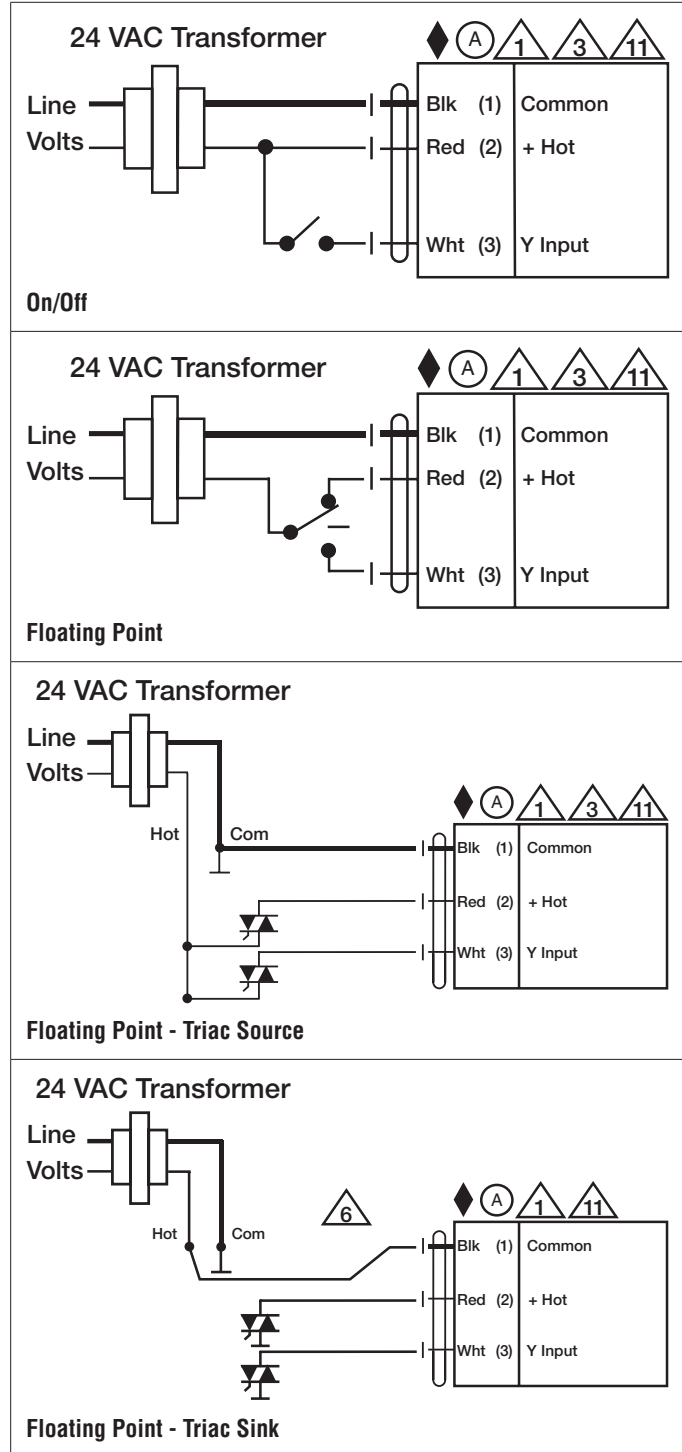 24 VAC Transformer
A 1 3 11
Line
Volts
Blk (1) Common
Red (2) + Hot
Wht (3) Y Input
On/Off
24 VAC Transformer
A 1 3 11
Line
Volts
Blk (1) Common
Red (2) + Hot
Wht (3) Y Input
Floating Point
24 VAC Transformer
Line
Volts
A 1 3 11
Hot Com
Blk (1) Common
Red (2) + Hot
Wht (3) Y Input
Floating Point - Triac Source
24 VAC Transformer
Line
Volts
6 A 1 11
Hot Com
Blk (1) Common
Red (2) + Hot
Wht (3) Y Input
Floating Point - Triac Sink